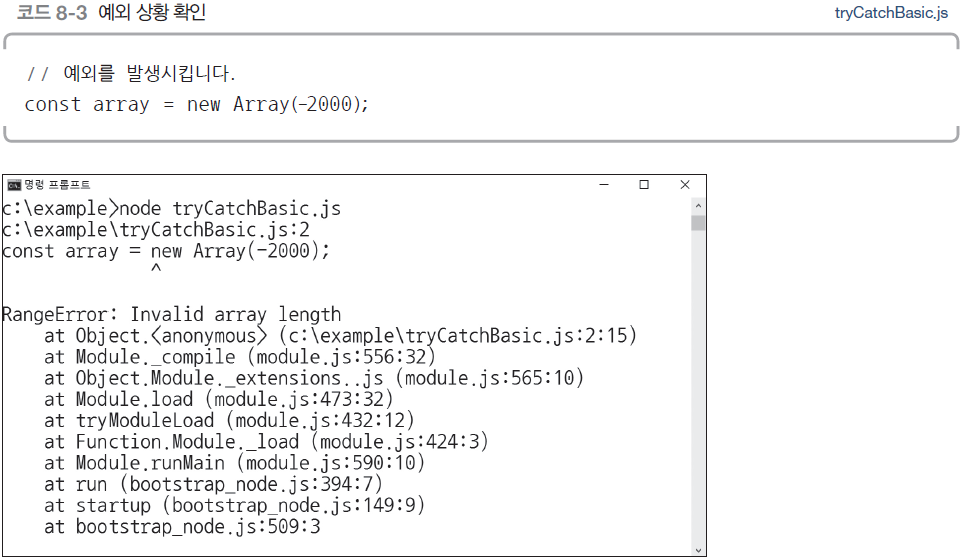 코드 8-3 예외 상황 확인 tryCatchBasic.js
// 예외를 발생시킵니다.
const array = new Array(-2000);
명령 프롬프트
c:\example>node tryCatchBasic.js
c:\example\tryCatchBasic.js:2
const array = new Array(-2000);
^
RangeError: Invalid array length
at Object.<anonymous> (c:\example\tryCatchBasic.js:2:15)
at Module._compile (module.js:556:32)
at Object.Module._extensions..js (module.js:565:10)
at Module.load (module.js:473:32)
at tryModuleLoad (module.js:432:12)
at Function.Module._load (module.js:424:3)
at Module.runMain (module.js:590:10)
at run (bootstrap_node.js:394:7)
at startup (bootstrap_node.js:149:9)
at bootstrap_node.js:509:3